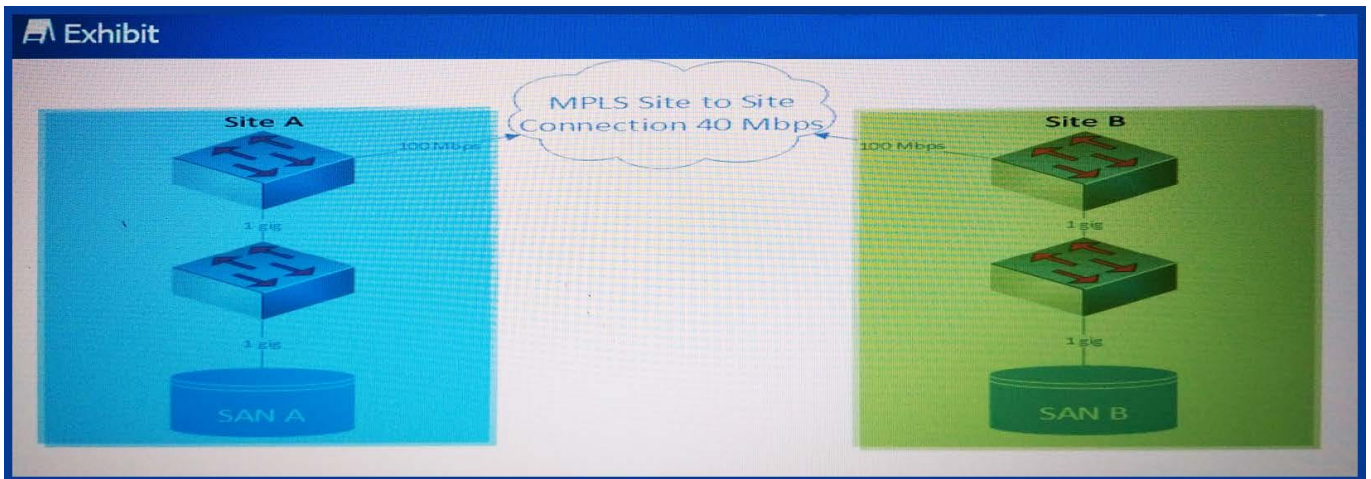 Exhibit
MPLS Site to Site
Connection 40 Mbps
Site A
100 Mbps
1 gig
1 gig
SAN A
Site B
100 Mbps
1 gig
1 gig
SAN B